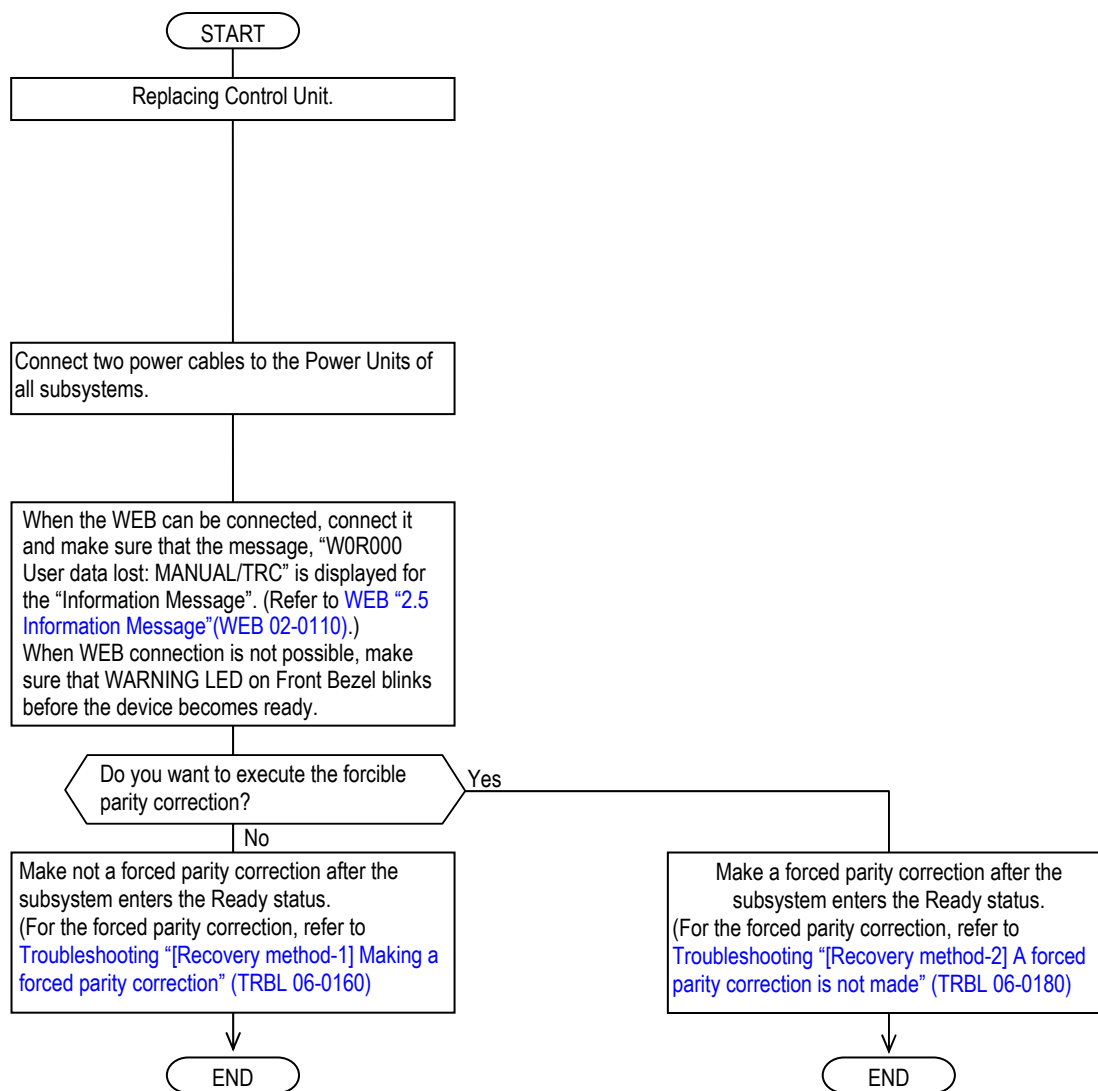 START
Replacing Control Unit.
Connect two power cables to the Power Units of
all subsystems.
When the WEB can be connected, connect it
and make sure that the message, “W0R000
User data lost: MANUAL/TRC” is displayed for
the “Information Message”. (Refer to WEB “2.5
Information Message”(WEB 02-0110).)
When WEB connection is not possible, make
sure that WARNING LED on Front Bezel blinks
before the device becomes ready.
Do you want to execute the forcible
parity correction?
Yes
No
Make not a forced parity correction after the
subsystem enters the Ready status.
(For the forced parity correction, refer to
Troubleshooting “[Recovery method-1] Making a
forced parity correction” (TRBL 06-0160)
END
Make a forced parity correction after the
subsystem enters the Ready status.
(For the forced parity correction, refer to
Troubleshooting “[Recovery method-2] A forced
parity correction is not made” (TRBL 06-0180)
END